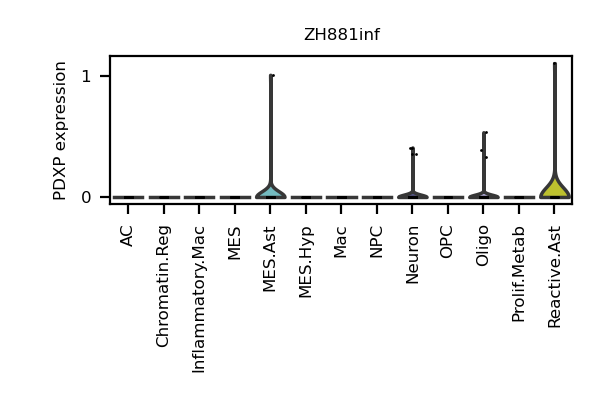 ZH881inf
PDXP expression
1
0
AC
Chromatin.Reg
Inflammatory.Mac
MES
MES.Ast
MES.Hyp
Mac
NPC
Neuron
OPC
Oligo
Prolif.Metab
Reactive.Ast